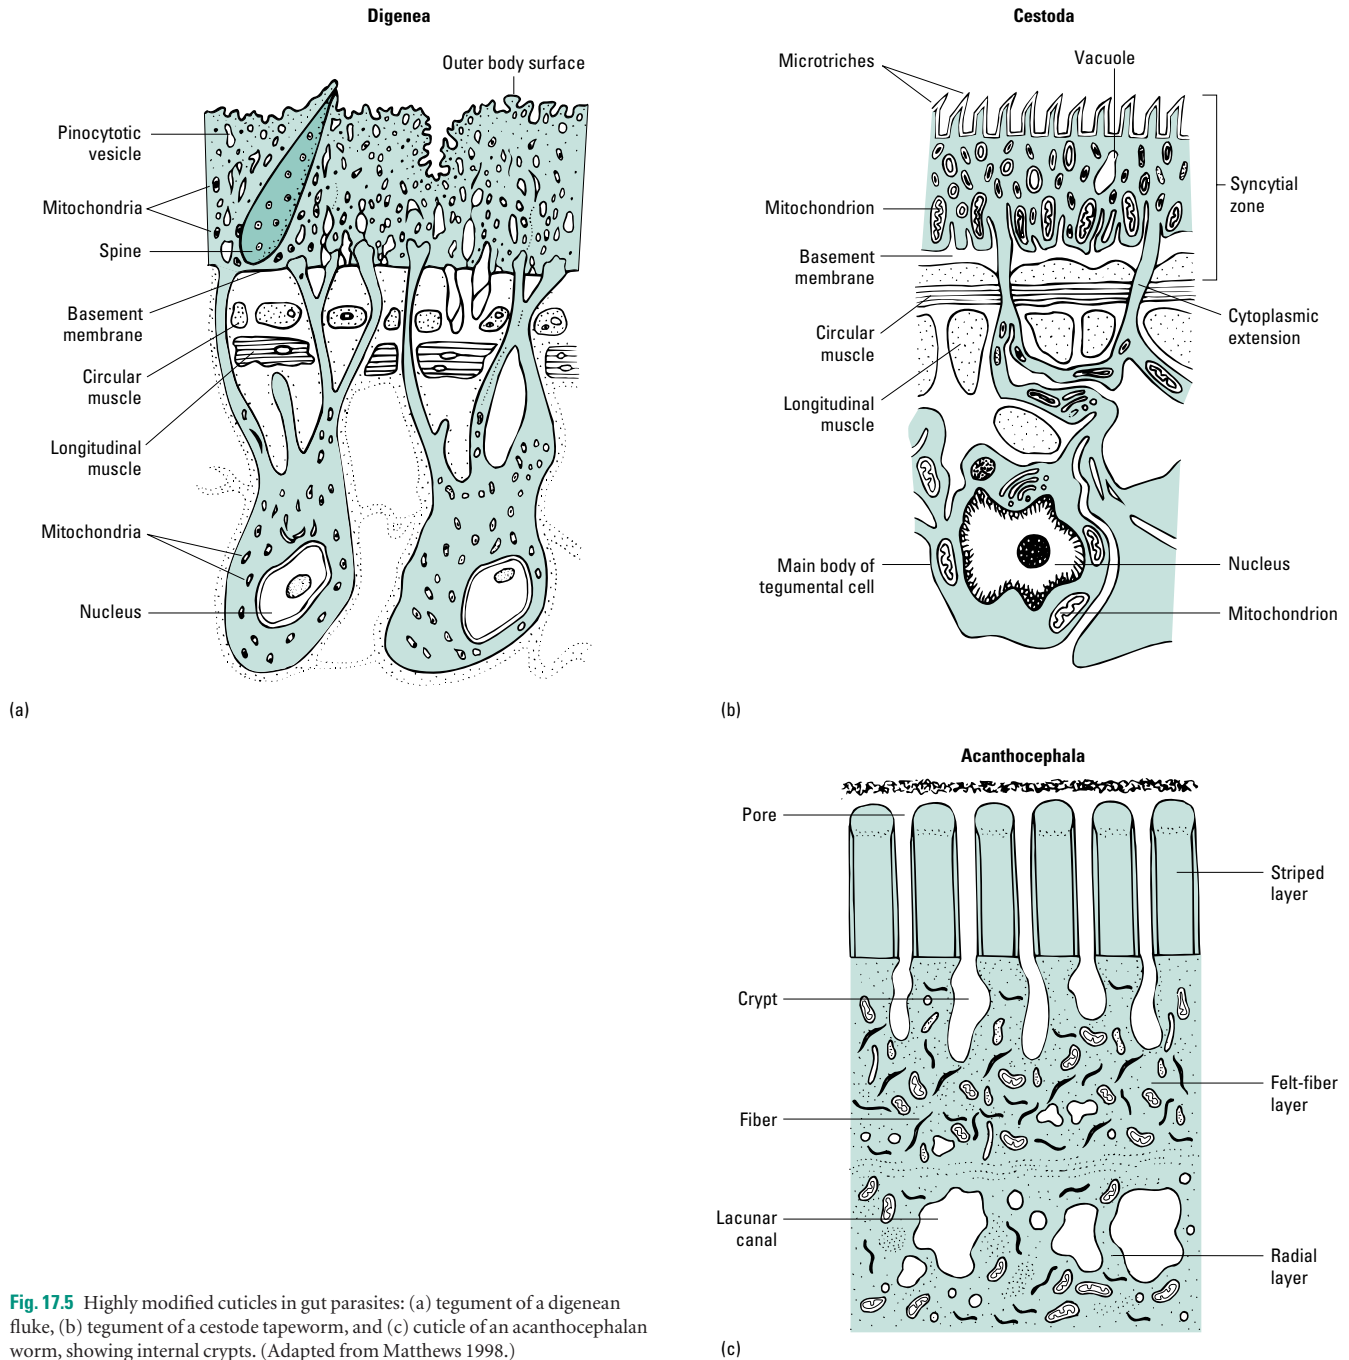 Digenea
Outer body surface
Pinocytotic
vesicle
Mitochondria
Spine
Basement
membrane
Circular
muscle
Longitudinal
muscle
Mitochondria
Nucleus
(a)
Cestoda
Microtriches
Vacuole
Syncytial
zone
Mitochondrion
Basement
membrane
Cytoplasmic
extension
Circular
muscle
Longitudinal
muscle
Main body of
tegumental cell
Nucleus
Mitochondrion
(b)
Acanthocephala
Pore
Striped
layer
Crypt
Felt-fiber
layer
Fiber
Lacunar
canal
Radial
layer
(c)
Fig. 17.5 Highly modified cuticles in gut parasites: (a) tegument of a digenean
fluke, (b) tegument of a cestode tapeworm, and (c) cuticle of an acanthocephalan
worm, showing internal crypts. (Adapted from Matthews 1998.)